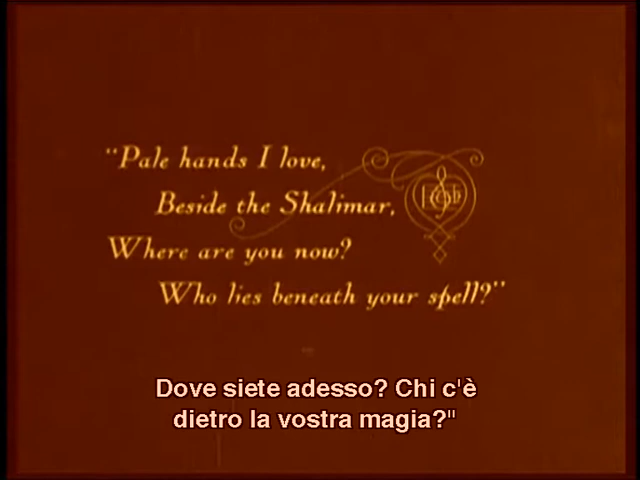 "Pale hands I love,
Beside the Shalimar,
Where are you now?
Who lies beneath your spell?"
Dove siete adesso? Chi c'è
dietro la vostra magia?"